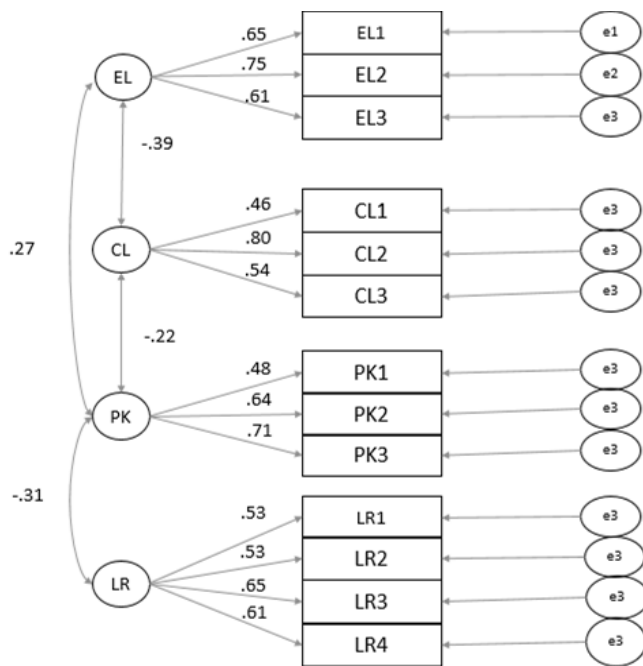 .65 EL1 e1
EL .75 EL2 e2
.61 EL3 e3
-.39
.46 CL1 e3
.27 CL .80 CL2 e3
.54 CL3 e3
-.22
.48 PK1 e3
PK .64 PK2 e3
.71 PK3 e3
-.31
.53 LR1 e3
.53 LR2 e3
LR .65 LR3 e3
.61 LR4 e3